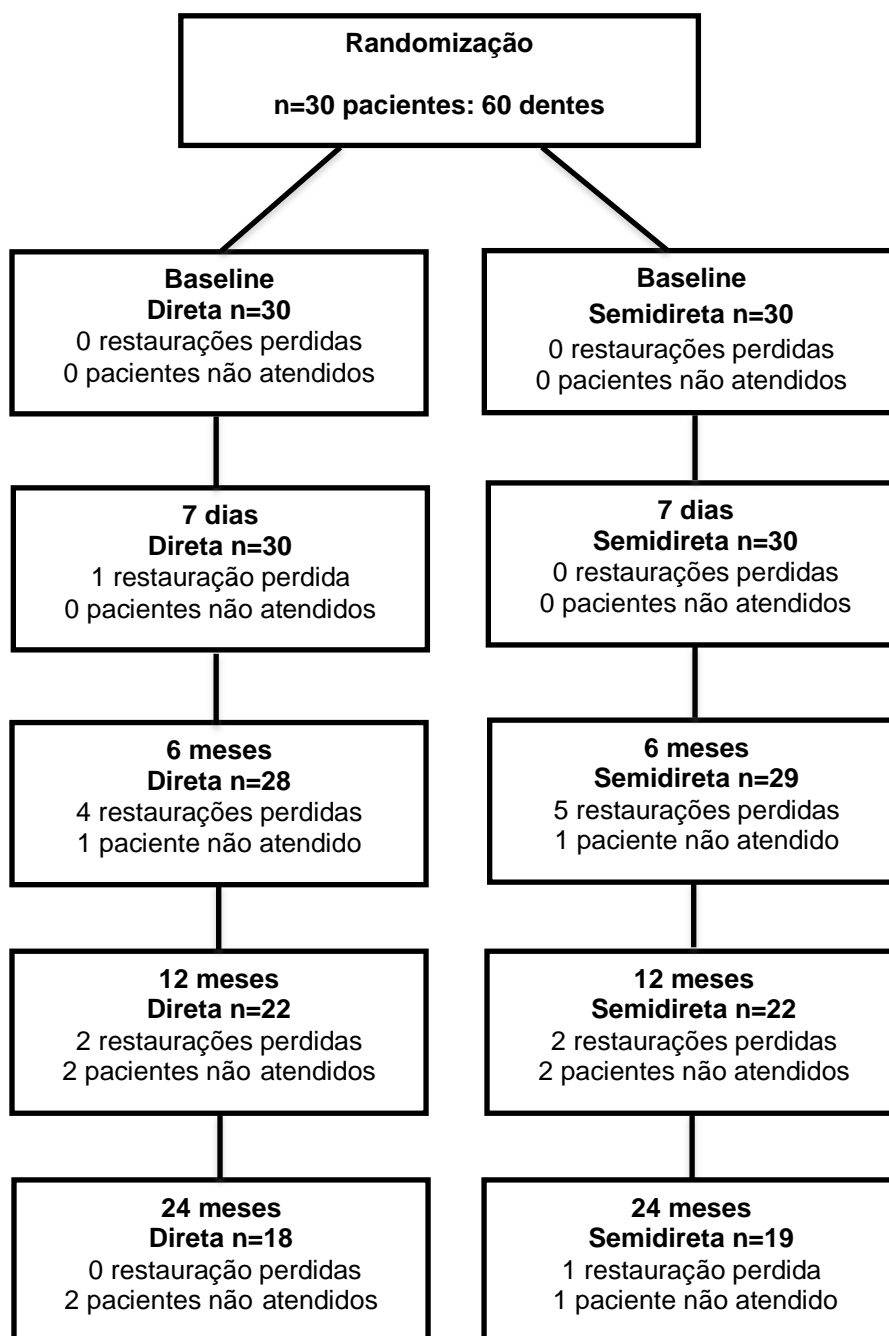 Randomização
n=30 pacientes: 60 dentes
Baseline
Direta n=30
0 restaurações perdidas
0 pacientes não atendidos
Baseline
Semidireta n=30
0 restaurações perdidas
0 pacientes não atendidos
7 dias
Direta n=30
1 restauração perdida
0 pacientes não atendidos
7 dias
Semidireta n=30
0 restaurações perdidas
0 pacientes não atendidos
6 meses
Direta n=28
4 restaurações perdidas
1 paciente não atendido
6 meses
Semidireta n=29
5 restaurações perdidas
1 paciente não atendido
12 meses
Direta n=22
2 restaurações perdidas
2 pacientes não atendidos
12 meses
Semidireta n=22
2 restaurações perdidas
2 pacientes não atendidos
24 meses
Direta n=18
0 restauração perdidas
2 pacientes não atendidos
24 meses
Semidireta n=19
1 restauração perdida
1 paciente não atendido